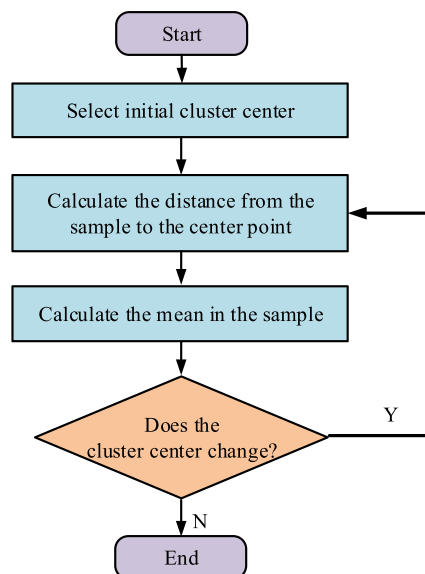 Start
Select initial cluster center
Calculate the distance from the
sample to the center point
Calculate the mean in the sample
Does the
cluster center change?
Y
N
End